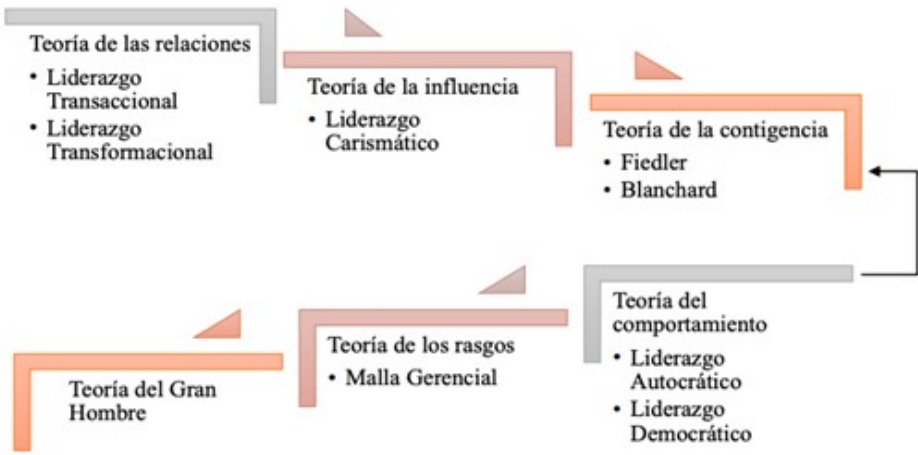 Teoría de las relaciones
• Liderazgo
Transaccional
• Liderazgo
Transformacional
Teoría de la influencia
• Liderazgo
Carismático
Teoría de la contigencia
• Fiedler
• Blanchard
Teoría del Gran
Hombre
Teoría de los rasgos
• Malla Gerencial
Teoría del
comportamiento
• Liderazgo
Autocrático
• Liderazgo
Democrático